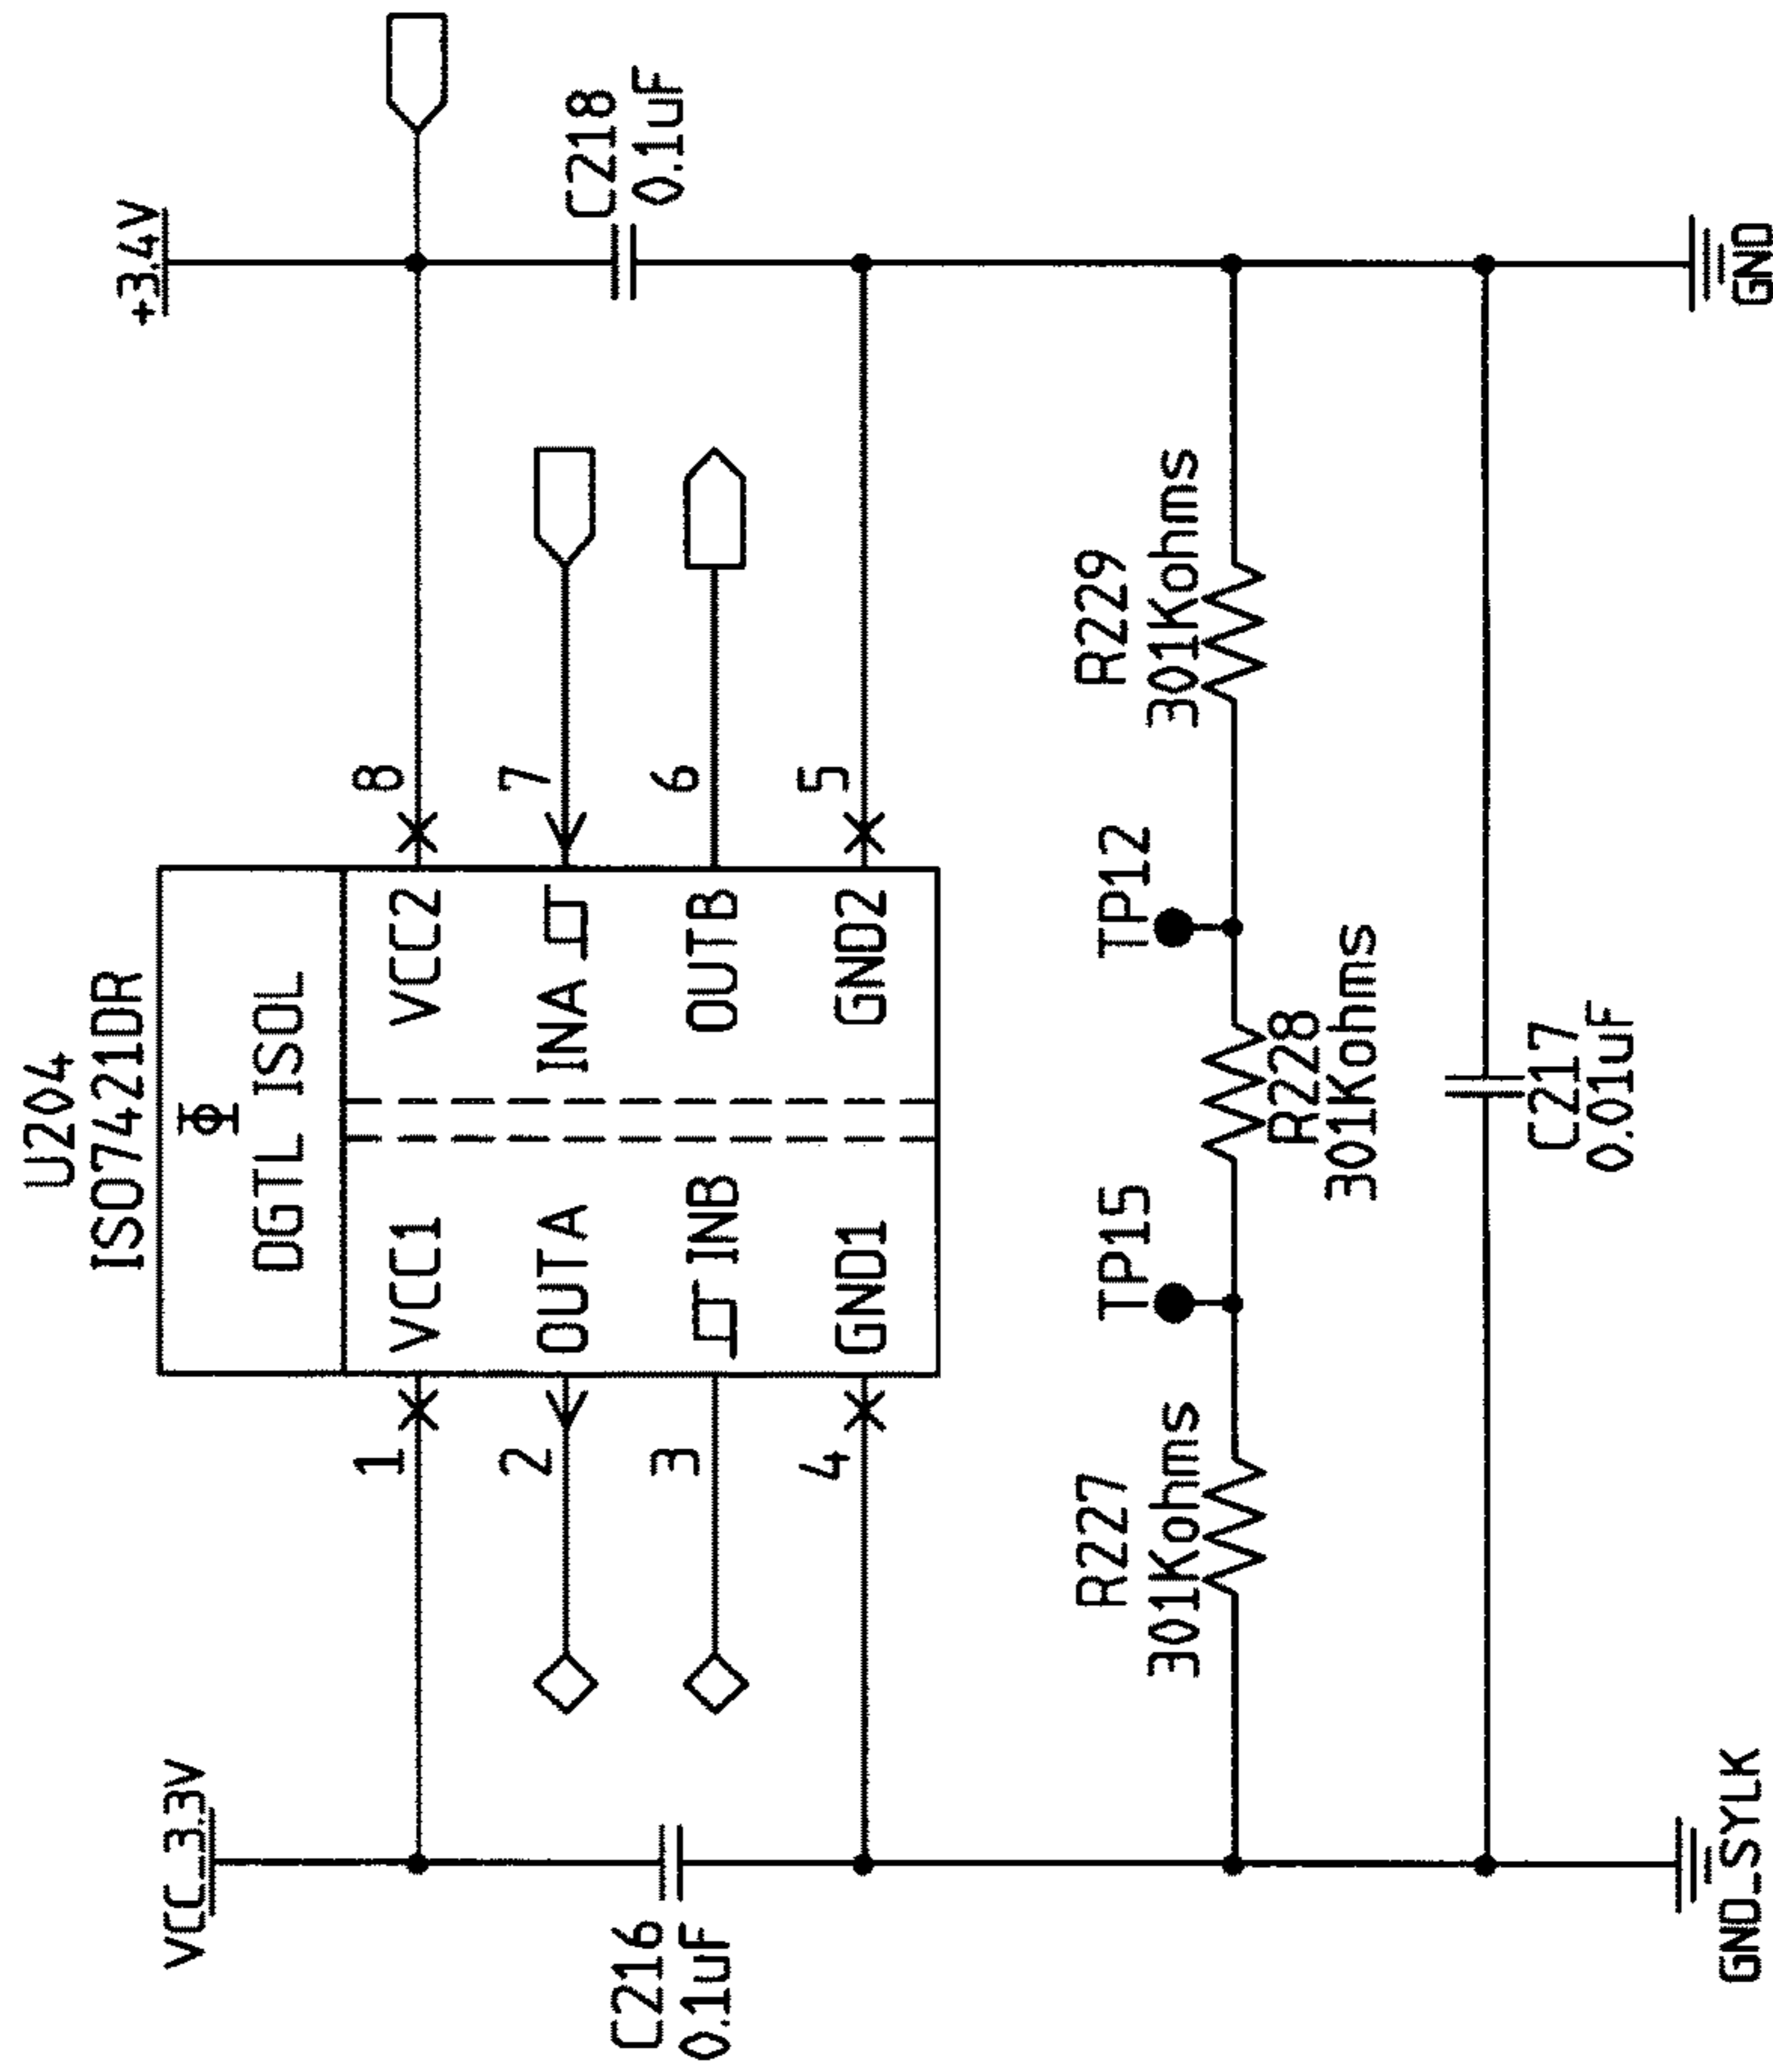 U204
ISO7421DR
DGTL ISOL
VCC_3.3V
+3.4V
1
VCC1
VCC2
8
2
OUTA
INA
7
3
INB
OUTB
6
4
GND1
GND2
5
C216
0.1uF
C218
0.1uF
R227
301Kohms
TP15
TP12
R229
301Kohms
R228
301Kohms
C217
0.01uF
GND_SYLK
GND